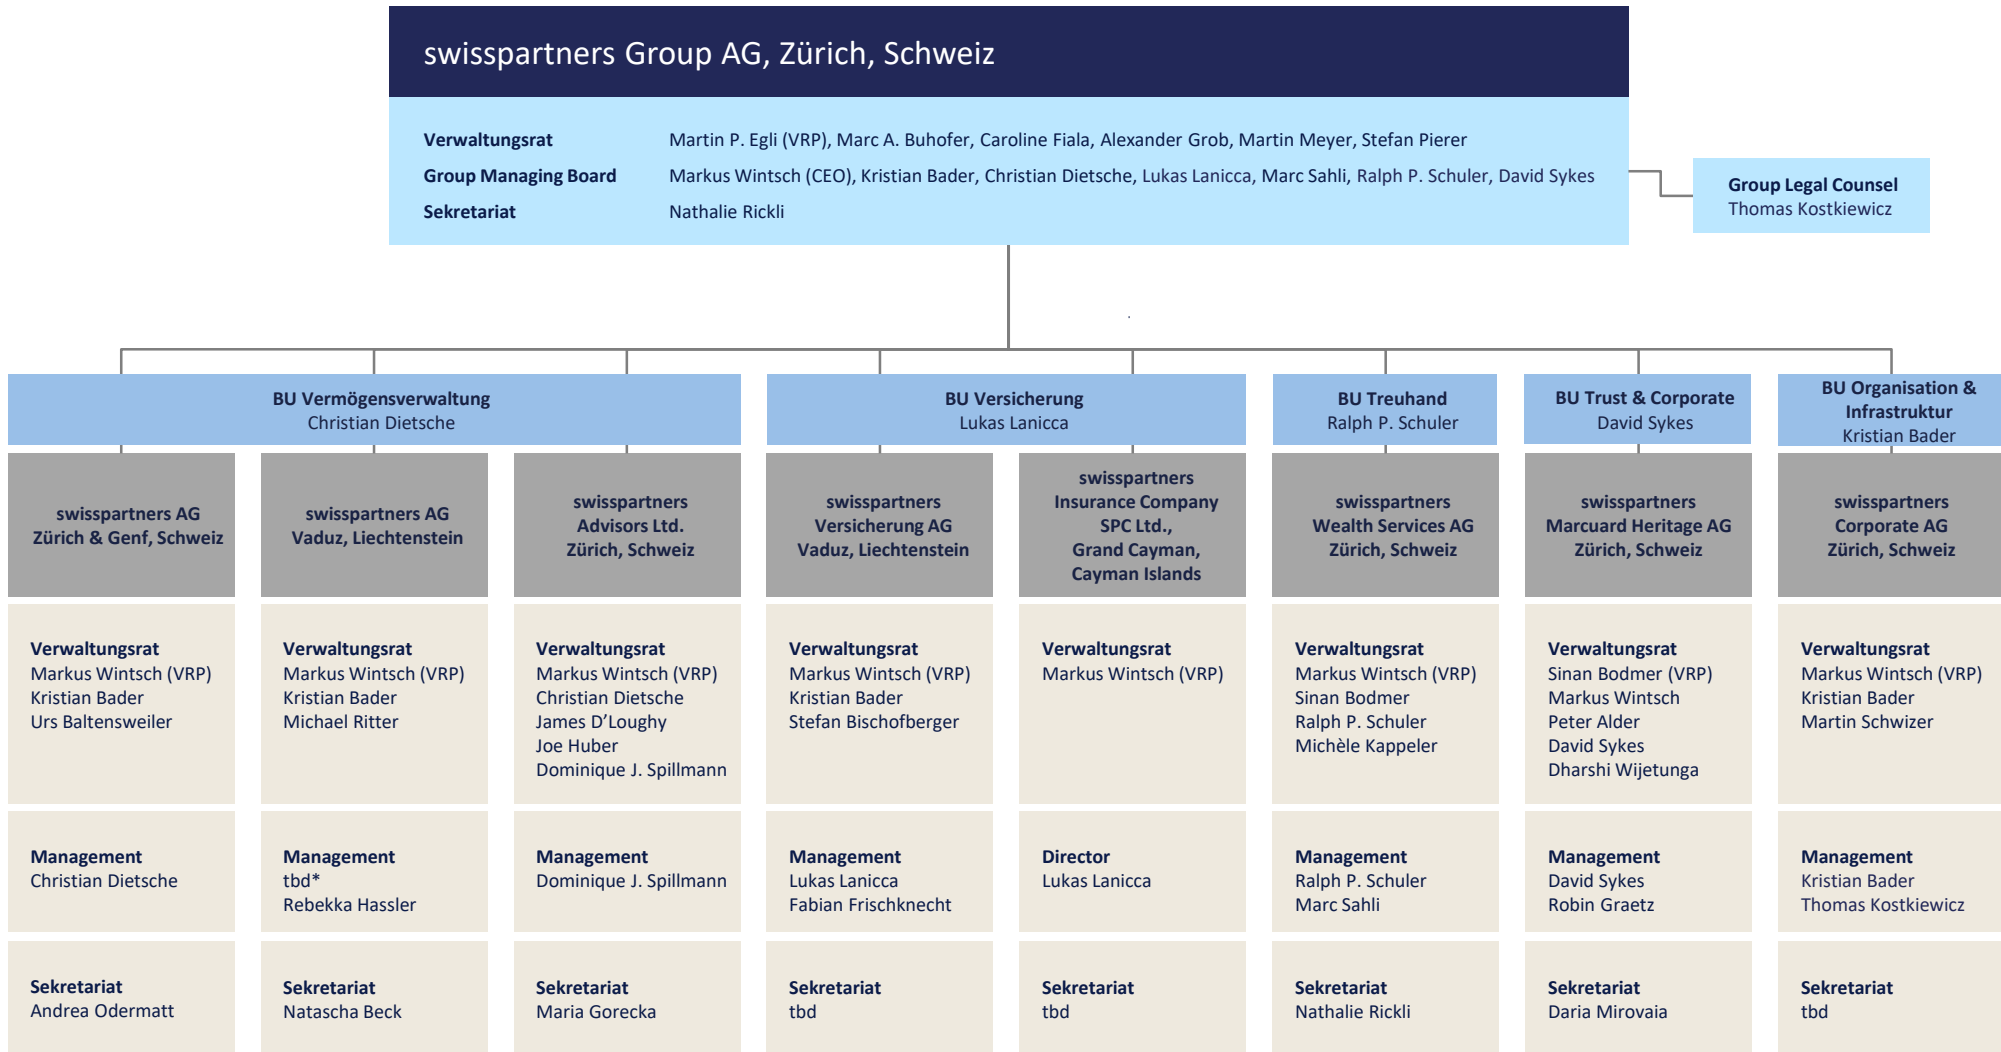 swisspartners Group AG, Zürich, Schweiz
Verwaltungsrat Martin P. Egli (VRP), Marc A. Buhofer, Caroline Fiala, Alexander Grob, Martin Meyer, Stefan Pierer
Group Managing Board Markus Wintsch (CEO), Kristian Bader, Christian Dietsche, Lukas Lanicca, Marc Sahli, Ralph P. Schuler, David Sykes
Sekretariat Nathalie Rickli
Group Legal Counsel
Thomas Kostkiewicz
BU Vermögensverwaltung
Christian Dietsche
BU Versicherung
Lukas Lanicca
BU Treuhand
Ralph P. Schuler
BU Trust & Corporate
David Sykes
BU Organisation &
Infrastruktur
Kristian Bader
swisspartners AG
Zürich & Genf, Schweiz
swisspartners AG
Vaduz, Liechtenstein
swisspartners
Advisors Ltd.
Zürich, Schweiz
swisspartners
Versicherung AG
Vaduz, Liechtenstein
swisspartners
Insurance Company
SPC Ltd.,
Grand Cayman,
Cayman Islands
swisspartners
Wealth Services AG
Zürich, Schweiz
swisspartners
Marcuard Heritage AG
Zürich, Schweiz
swisspartners
Corporate AG
Zürich, Schweiz
Verwaltungsrat
Markus Wintsch (VRP)
Kristian Bader
Urs Baltensweiler
Verwaltungsrat
Markus Wintsch (VRP)
Kristian Bader
Michael Ritter
Verwaltungsrat
Markus Wintsch (VRP)
Christian Dietsche
James D’Loughy
Joe Huber
Dominique J. Spillmann
Verwaltungsrat
Markus Wintsch (VRP)
Kristian Bader
Stefan Bischofberger
Verwaltungsrat
Markus Wintsch (VRP)
Verwaltungsrat
Markus Wintsch (VRP)
Sinan Bodmer
Ralph P. Schuler
Michèle Kappeler
Verwaltungsrat
Sinan Bodmer (VRP)
Markus Wintsch
Peter Alder
David Sykes
Dharshi Wijetunga
Verwaltungsrat
Markus Wintsch (VRP)
Kristian Bader
Martin Schwizer
Management
Christian Dietsche
Management
tbd*
Rebekka Hassler
Management
Dominique J. Spillmann
Management
Lukas Lanicca
Fabian Frischknecht
Director
Lukas Lanicca
Management
Ralph P. Schuler
Marc Sahli
Management
David Sykes
Robin Graetz
Management
Kristian Bader
Thomas Kostkiewicz
Sekretariat
Andrea Odermatt
Sekretariat
Natascha Beck
Sekretariat
Maria Gorecka
Sekretariat
tbd
Sekretariat
tbd
Sekretariat
Nathalie Rickli
Sekretariat
Daria Mirovaia
Sekretariat
tbd